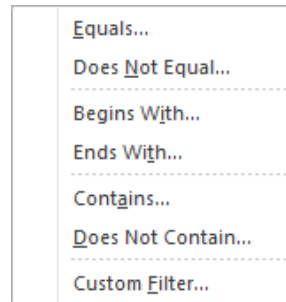 Equals...
Does Not Equal...
Begins With...
Ends With...
Contains...
Does Not Contain...
Custom Filter...